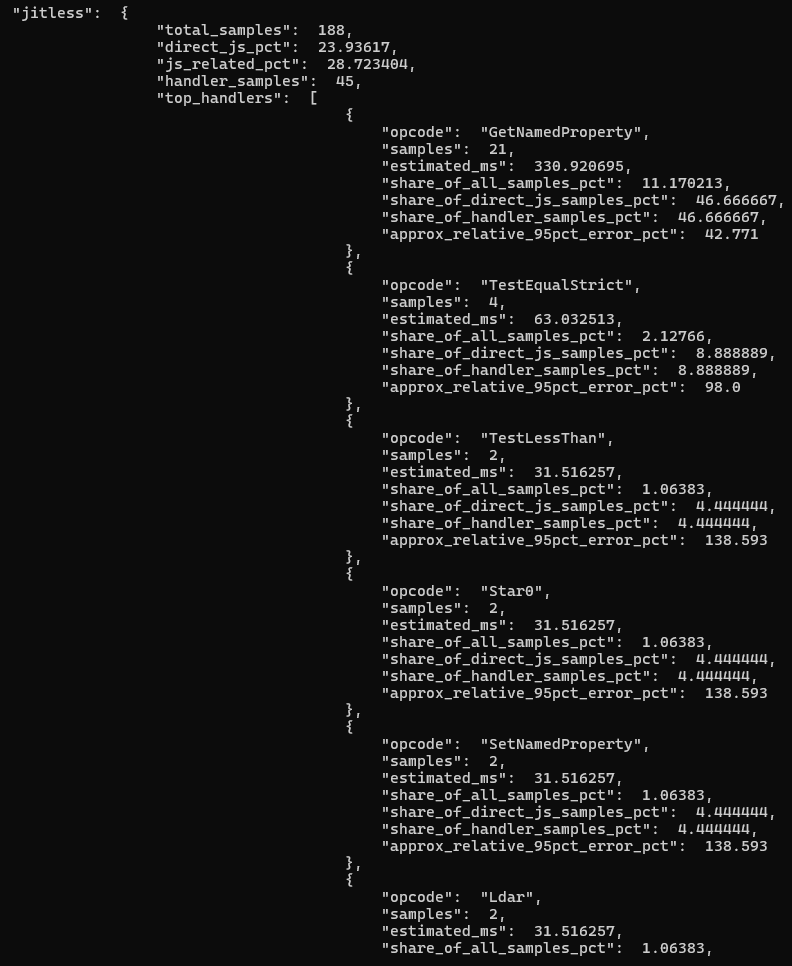 "jitless": {
"total_samples": 188,
"direct_js_pct": 23.93617,
"js_related_pct": 28.723404,
"handler_samples": 45,
"top_handlers": [
{
"opcode": "GetNamedProperty",
"samples": 21,
"estimated_ms": 330.920695,
"share_of_all_samples_pct": 11.170213,
"share_of_direct_js_samples_pct": 46.666667,
"share_of_handler_samples_pct": 46.666667,
"approx_relative_95pct_error_pct": 42.771
},
{
"opcode": "TestEqualStrict",
"samples": 4,
"estimated_ms": 63.032513,
"share_of_all_samples_pct": 2.12766,
"share_of_direct_js_samples_pct": 8.888889,
"share_of_handler_samples_pct": 8.888889,
"approx_relative_95pct_error_pct": 98.0
},
{
"opcode": "TestLessThan",
"samples": 2,
"estimated_ms": 31.516257,
"share_of_all_samples_pct": 1.06383,
"share_of_direct_js_samples_pct": 4.444444,
"share_of_handler_samples_pct": 4.444444,
"approx_relative_95pct_error_pct": 138.593
},
{
"opcode": "Star0",
"samples": 2,
"estimated_ms": 31.516257,
"share_of_all_samples_pct": 1.06383,
"share_of_direct_js_samples_pct": 4.444444,
"share_of_handler_samples_pct": 4.444444,
"approx_relative_95pct_error_pct": 138.593
},
{
"opcode": "SetNamedProperty",
"samples": 2,
"estimated_ms": 31.516257,
"share_of_all_samples_pct": 1.06383,
"share_of_direct_js_samples_pct": 4.444444,
"share_of_handler_samples_pct": 4.444444,
"approx_relative_95pct_error_pct": 138.593
},
{
"opcode": "Ldar",
"samples": 2,
"estimated_ms": 31.516257,
"share_of_all_samples_pct": 1.06383,